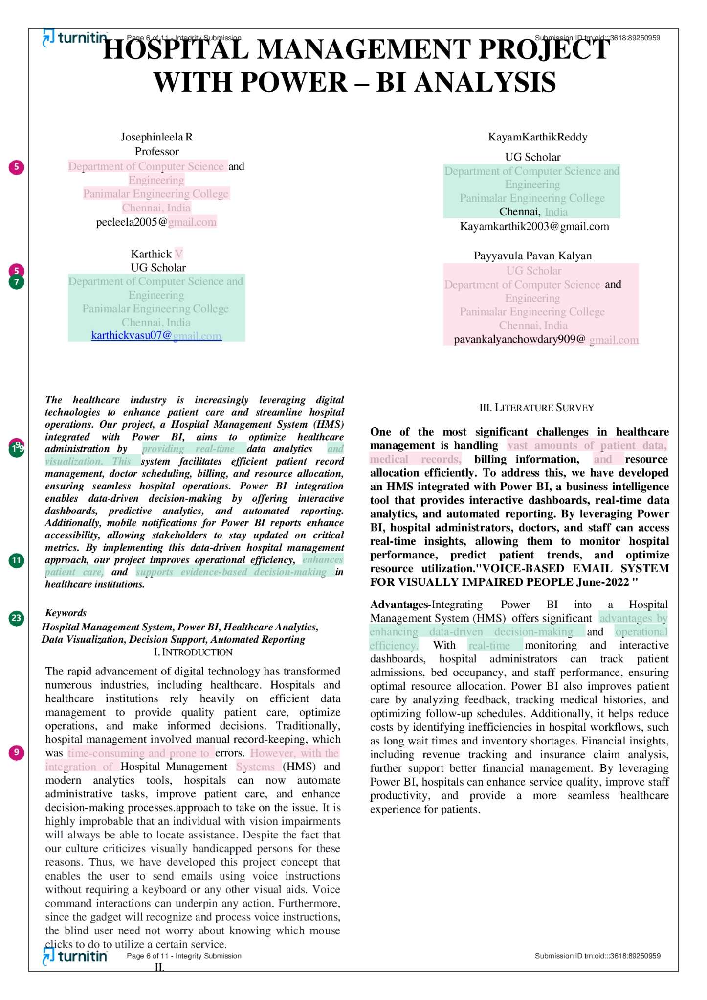 turnitin
Page 6 of 11 - Integrity Submission
Submission ID trn:oid:::3618:89250959
HOSPITAL MANAGEMENT PROJECT
WITH POWER – BI ANALYSIS
Josephinleela R
Professor
Department of Computer Science and
Engineering
Panimalar Engineering College
Chennai, India
pecleela2005@gmail.com
KayamKarthikReddy
UG Scholar
Department of Computer Science and
Engineering
Panimalar Engineering College
Chennai, India
Kayamkarthik2003@gmail.com
5
Karthick V
UG Scholar
Department of Computer Science and
Engineering
Panimalar Engineering College
Chennai, India
karthickvasu07@gmail.com
5
7
Payyavula Pavan Kalyan
UG Scholar
Department of Computer Science and
Engineering
Panimalar Engineering College
Chennai, India
pavankalyanchowdary909@ gmail.com
The healthcare industry is increasingly leveraging digital
technologies to enhance patient care and streamline hospital
operations. Our project, a Hospital Management System (HMS)
integrated with Power BI, aims to optimize healthcare
administration by providing real-time data analytics and
visualization. This system facilitates efficient patient record
management, doctor scheduling, billing, and resource allocation,
ensuring seamless hospital operations. Power BI integration
enables data-driven decision-making by offering interactive
dashboards, predictive analytics, and automated reporting.
Additionally, mobile notifications for Power BI reports enhance
accessibility, allowing stakeholders to stay updated on critical
metrics. By implementing this data-driven hospital management
approach, our project improves operational efficiency, enhances
patient care, and supports evidence-based decision-making in
healthcare institutions.
11
Keywords
Hospital Management System, Power BI, Healthcare Analytics,
Data Visualization, Decision Support, Automated Reporting
23
I. INTRODUCTION
The rapid advancement of digital technology has transformed
numerous industries, including healthcare. Hospitals and
healthcare institutions rely heavily on efficient data
management to provide quality patient care, optimize
operations, and make informed decisions. Traditionally,
hospital management involved manual record-keeping, which
was time-consuming and prone to errors. However, with the
integration of Hospital Management Systems (HMS) and
modern analytics tools, hospitals can now automate
administrative tasks, improve patient care, and enhance
decision-making processes.approach to take on the issue. It is
highly improbable that an individual with vision impairments
will always be able to locate assistance. Despite the fact that
our culture criticizes visually handicapped persons for these
reasons. Thus, we have developed this project concept that
enables the user to send emails using voice instructions
without requiring a keyboard or any other visual aids. Voice
command interactions can underpin any action. Furthermore,
since the gadget will recognize and process voice instructions,
the blind user need not worry about knowing which mouse
clicks to do to utilize a certain service.
9
II.
III. LITERATURE SURVEY
One of the most significant challenges in healthcare
management is handling vast amounts of patient data,
medical records, billing information, and resource
allocation efficiently. To address this, we have developed
an HMS integrated with Power BI, a business intelligence
tool that provides interactive dashboards, real-time data
analytics, and automated reporting. By leveraging Power
BI, hospital administrators, doctors, and staff can access
real-time insights, allowing them to monitor hospital
performance, predict patient trends, and optimize
resource utilization."VOICE-BASED EMAIL SYSTEM
FOR VISUALLY IMPAIRED PEOPLE June-2022 "
Advantages-Integrating Power BI into a Hospital
Management System (HMS) offers significant advantages by
enhancing data-driven decision-making and operational
efficiency. With real-time monitoring and interactive
dashboards, hospital administrators can track patient
admissions, bed occupancy, and staff performance, ensuring
optimal resource allocation. Power BI also improves patient
care by analyzing feedback, tracking medical histories, and
optimizing follow-up schedules. Additionally, it helps reduce
costs by identifying inefficiencies in hospital workflows, such
as long wait times and inventory shortages. Financial insights,
including revenue tracking and insurance claim analysis,
further support better financial management. By leveraging
Power BI, hospitals can enhance service quality, improve staff
productivity, and provide a more seamless healthcare
experience for patients.
turnitin
Page 6 of 11 - Integrity Submission
Submission ID trn:oid:::3618:89250959